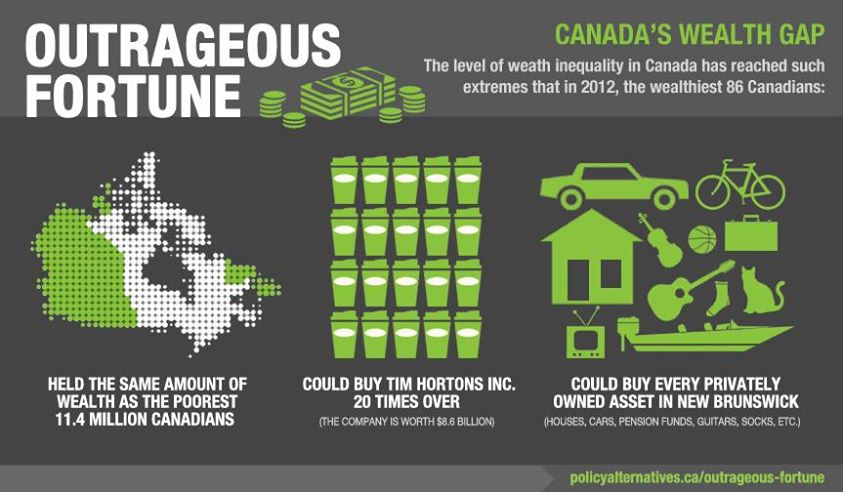 OUTRAGEOUS
FORTUNE
CANADA'S WEALTH GAP
The level of weath inequality in Canada has reached such
extremes that in 2012, the wealthiest 86 Canadians:
HELD THE SAME AMOUNT OF
WEALTH AS THE POOREST
11.4 MILLION CANADIANS
COULD BUY TIM HORTONS INC.
20 TIMES OVER
(THE COMPANY IS WORTH $8.6 BILLION)
COULD BUY EVERY PRIVATELY
OWNED ASSET IN NEW BRUNSWICK
(HOUSES, CARS, PENSION FUNDS, GUITARS, SOCKS, ETC.)
policyalternatives.ca/outrageous-fortune